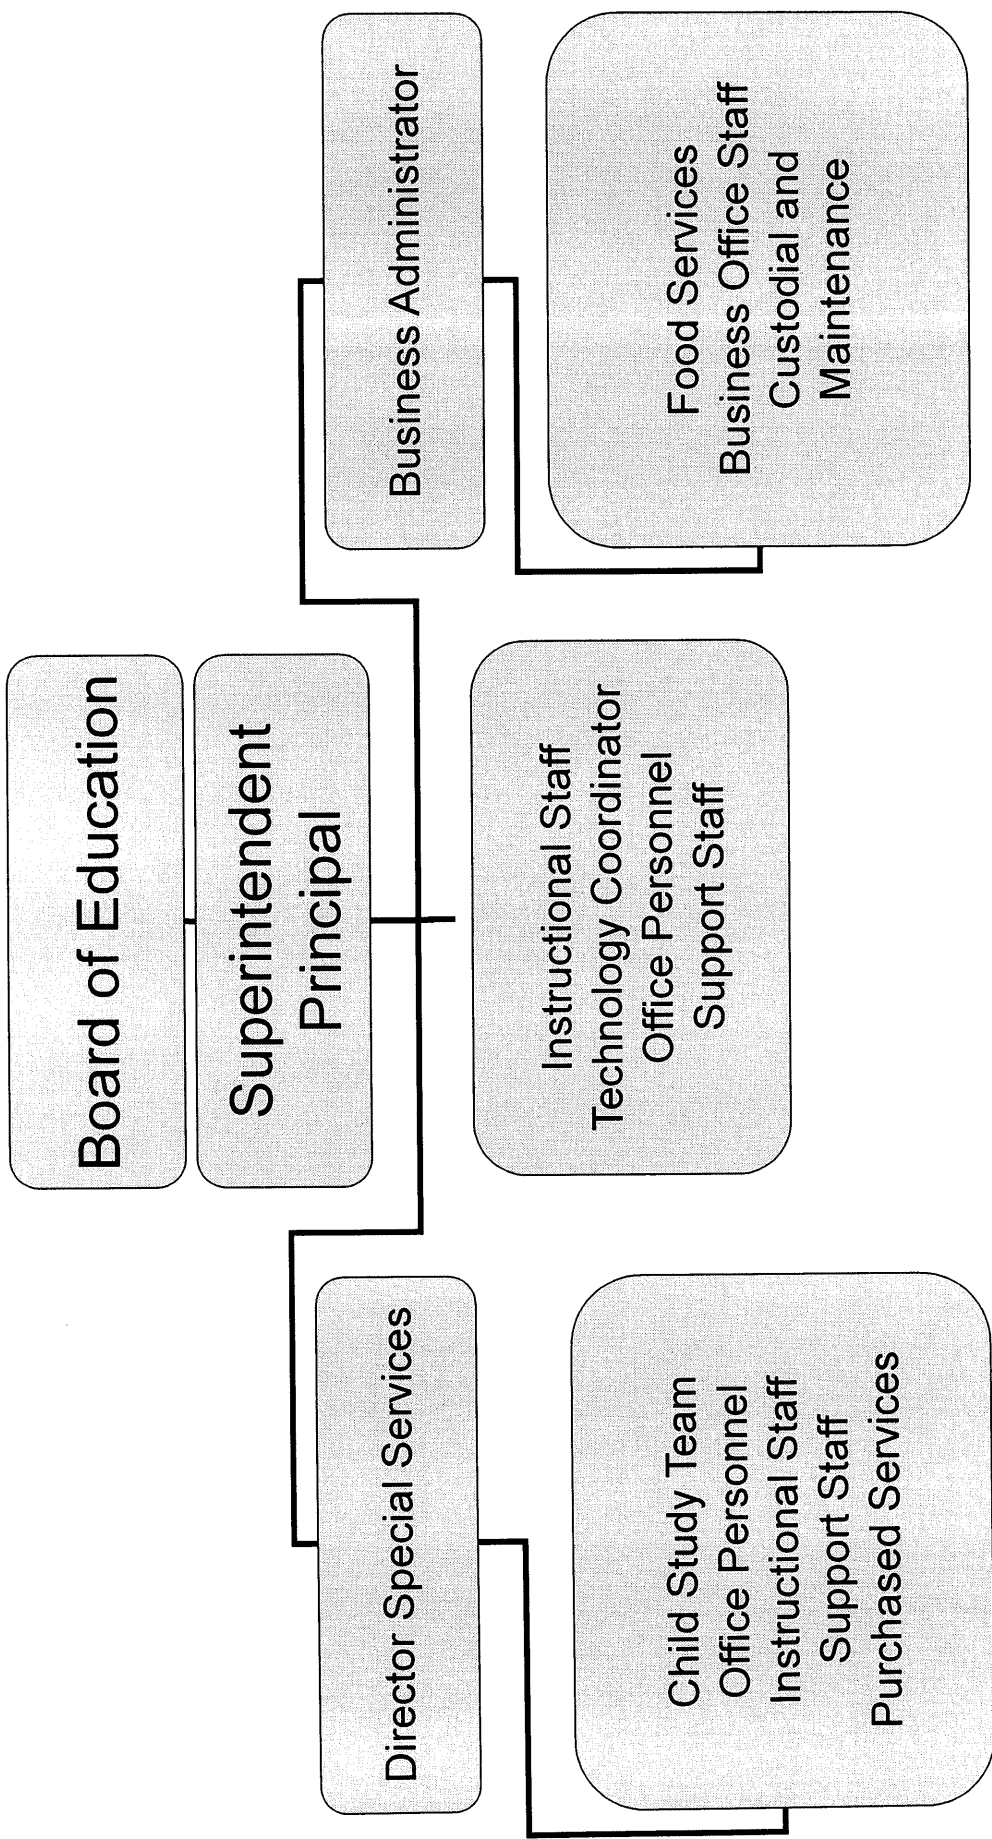 Board of Education
Superintendent
Principal
Director Special Services
Business Administrator
Child Study Team
Office Personnel
Instructional Staff
Support Staff
Purchased Services
Instructional Staff
Technology Coordinator
Office Personnel
Support Staff
Food Services
Business Office Staff
Custodial and
Maintenance